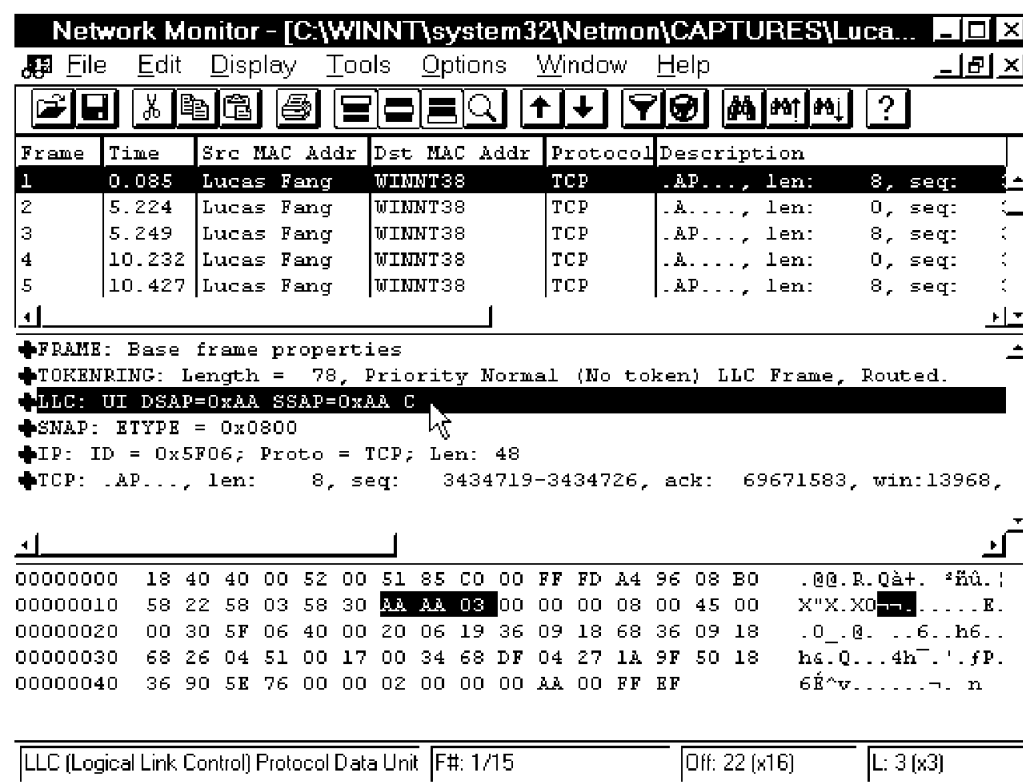 Network Monitor - [C:\WINNT\system32\Netmon\CAPTURES\Luca...
File Edit Display Tools Options Window Help
Frame Time Src MAC Addr Dst MAC Addr Protocol Description
1 0.085 Lucas Fang WINNT38 TCP .AP..., len: 8, seq:
2 5.224 Lucas Fang WINNT38 TCP .A...., len: 0, seq:
3 5.249 Lucas Fang WINNT38 TCP .AP..., len: 8, seq:
4 10.232 Lucas Fang WINNT38 TCP .A...., len: 0, seq:
5 10.427 Lucas Fang WINNT38 TCP .AP..., len: 8, seq:
FRAME: Base frame properties
TOKENRING: Length = 78, Priority Normal (No token) LLC Frame, Routed.
LLC: UI DSAP=0xAA SSAP=0xAA C
SNAP: ETYPE = 0x0800
IP: ID = 0x5F06; Proto = TCP; Len: 48
TCP: .AP..., len: 8, seq: 3434719-3434726, ack: 69671583, win:13968,
00000000 18 40 40 00 52 00 51 85 C0 00 FF FD A4 96 08 B0 .@@.R.Qà+. ²ñû.¦
00000010 58 22 58 03 58 30 AA AA 03 00 00 00 08 00 45 00 X"X.X0¬¬.......E.
00000020 00 30 5F 06 40 00 20 06 19 36 09 18 68 36 09 18 .0_.@. ..6..h6..
00000030 68 26 04 51 00 17 00 34 68 DF 04 27 1A 9F 50 18 h&.Q...4h¯.'.ƒP.
00000040 36 90 5E 76 00 00 02 00 00 00 AA 00 FF EF 6É^v......¬. n
LLC (Logical Link Control) Protocol Data Unit F#: 1/15 Off: 22 (x16) L: 3 (x3)